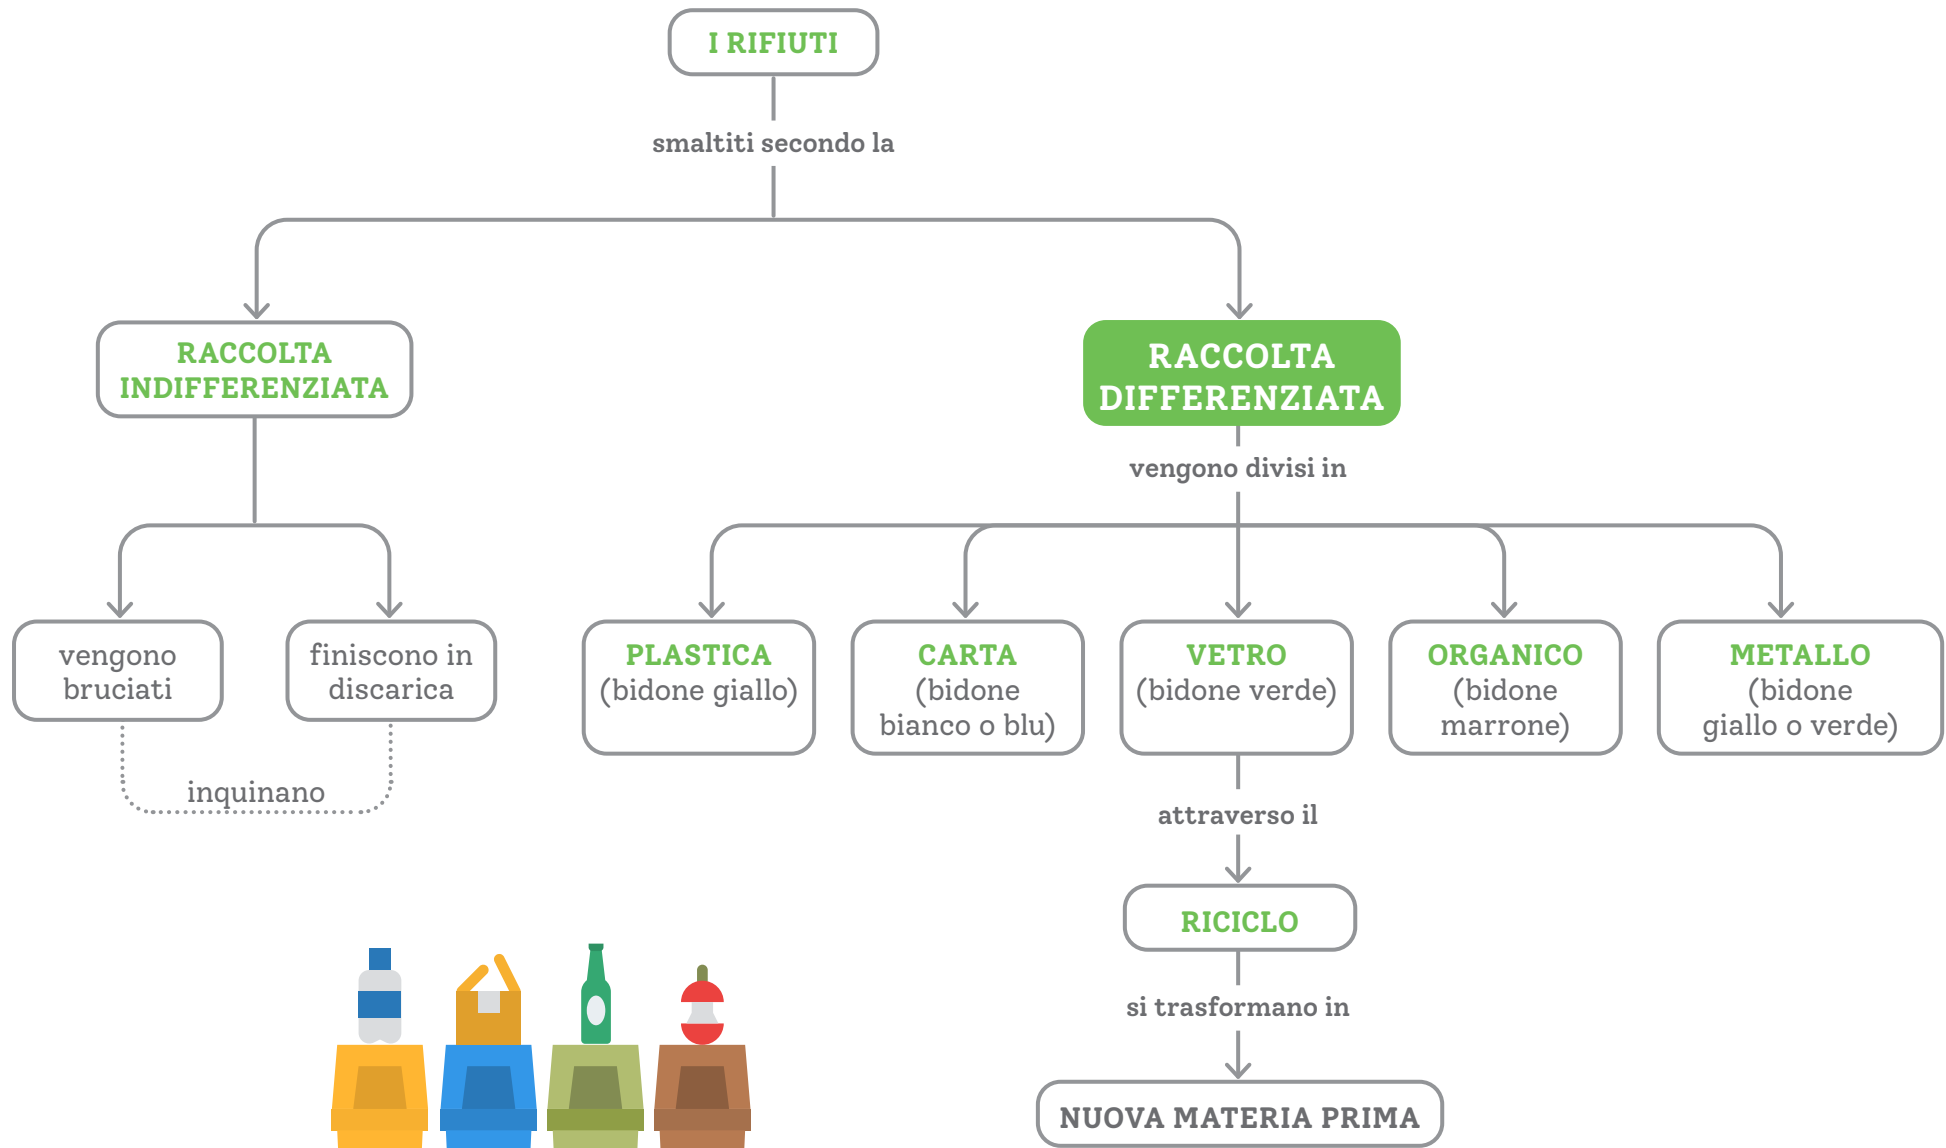 I RIFIUTI
smaltiti secondo la
RACCOLTA
INDIFFERENZIATA
RACCOLTA
DIFFERENZIATA
vengono divisi in
vengono
bruciati
finiscono in
discarica
inquinano
PLASTICA
(bidone giallo)
CARTA
(bidone
bianco o blu)
VETRO
(bidone verde)
ORGANICO
(bidone
marrone)
METALLO
(bidone
giallo o verde)
attraverso il
RICICLO
si trasformano in
NUOVA MATERIA PRIMA